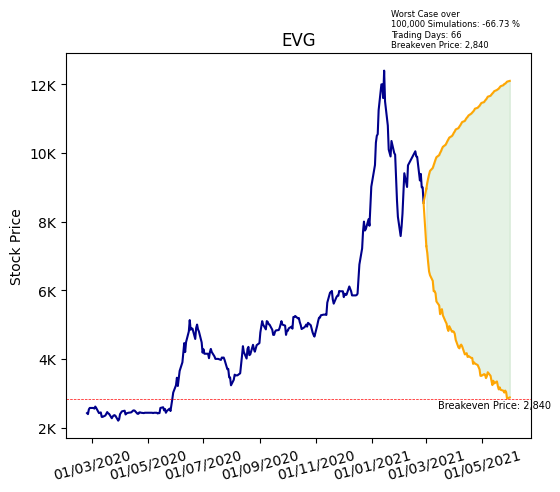 Worst Case over
100,000 Simulations: -66.73 %
Trading Days: 66
Breakeven Price: 2,840
EVG
Stock Price
12K
10K
8K
6K
4K
2K
Breakeven Price: 2,840
01/03/2020
01/05/2020
01/07/2020
01/09/2020
01/11/2020
01/01/2021
01/03/2021
01/05/2021